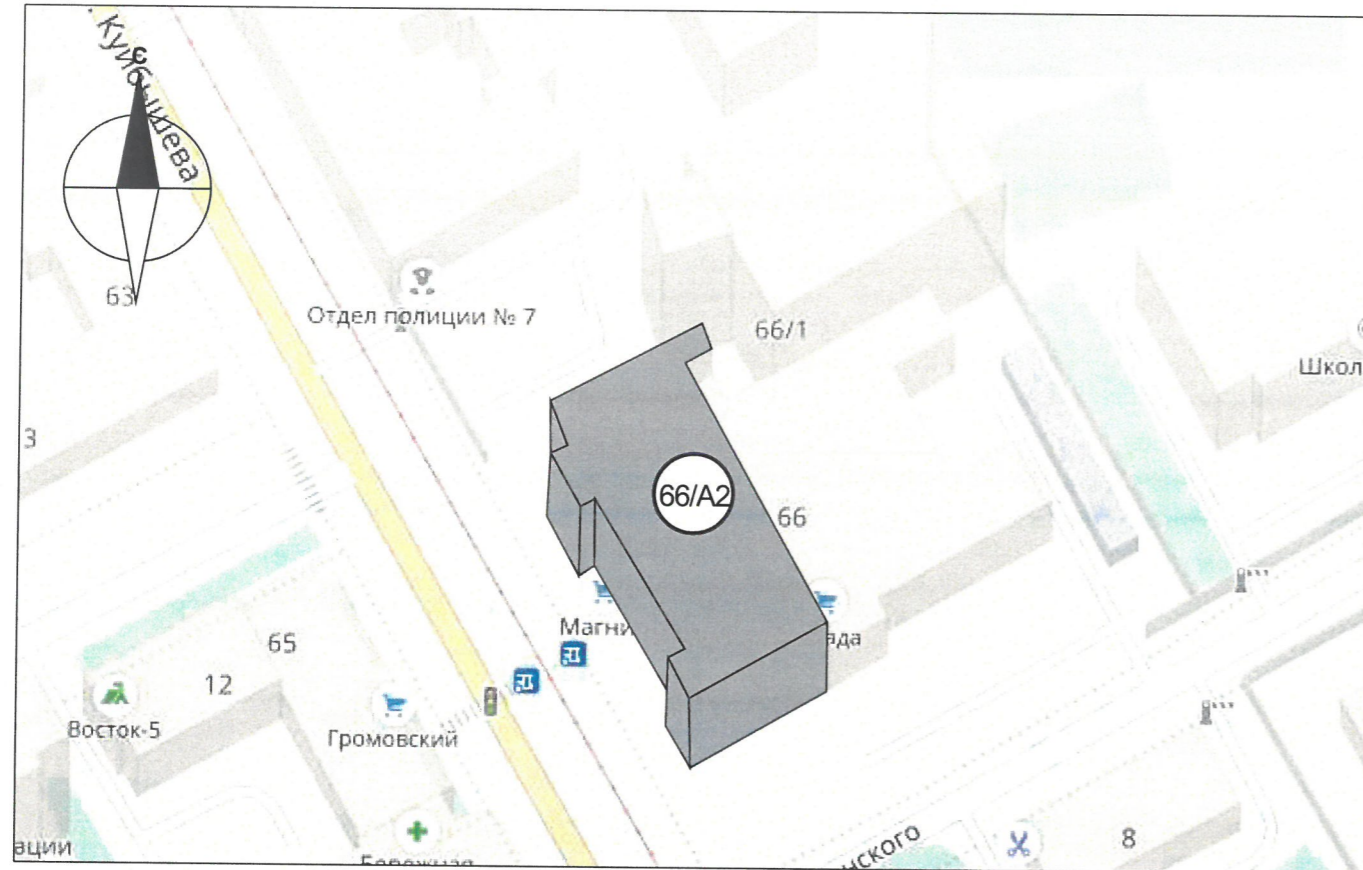 . Куйбышева
С
63
Отдел полиции № 7
66/1
Школ
3
66/А2
66
Магни
ада
65
12
Восток-5
Громовский
8
нского
ации